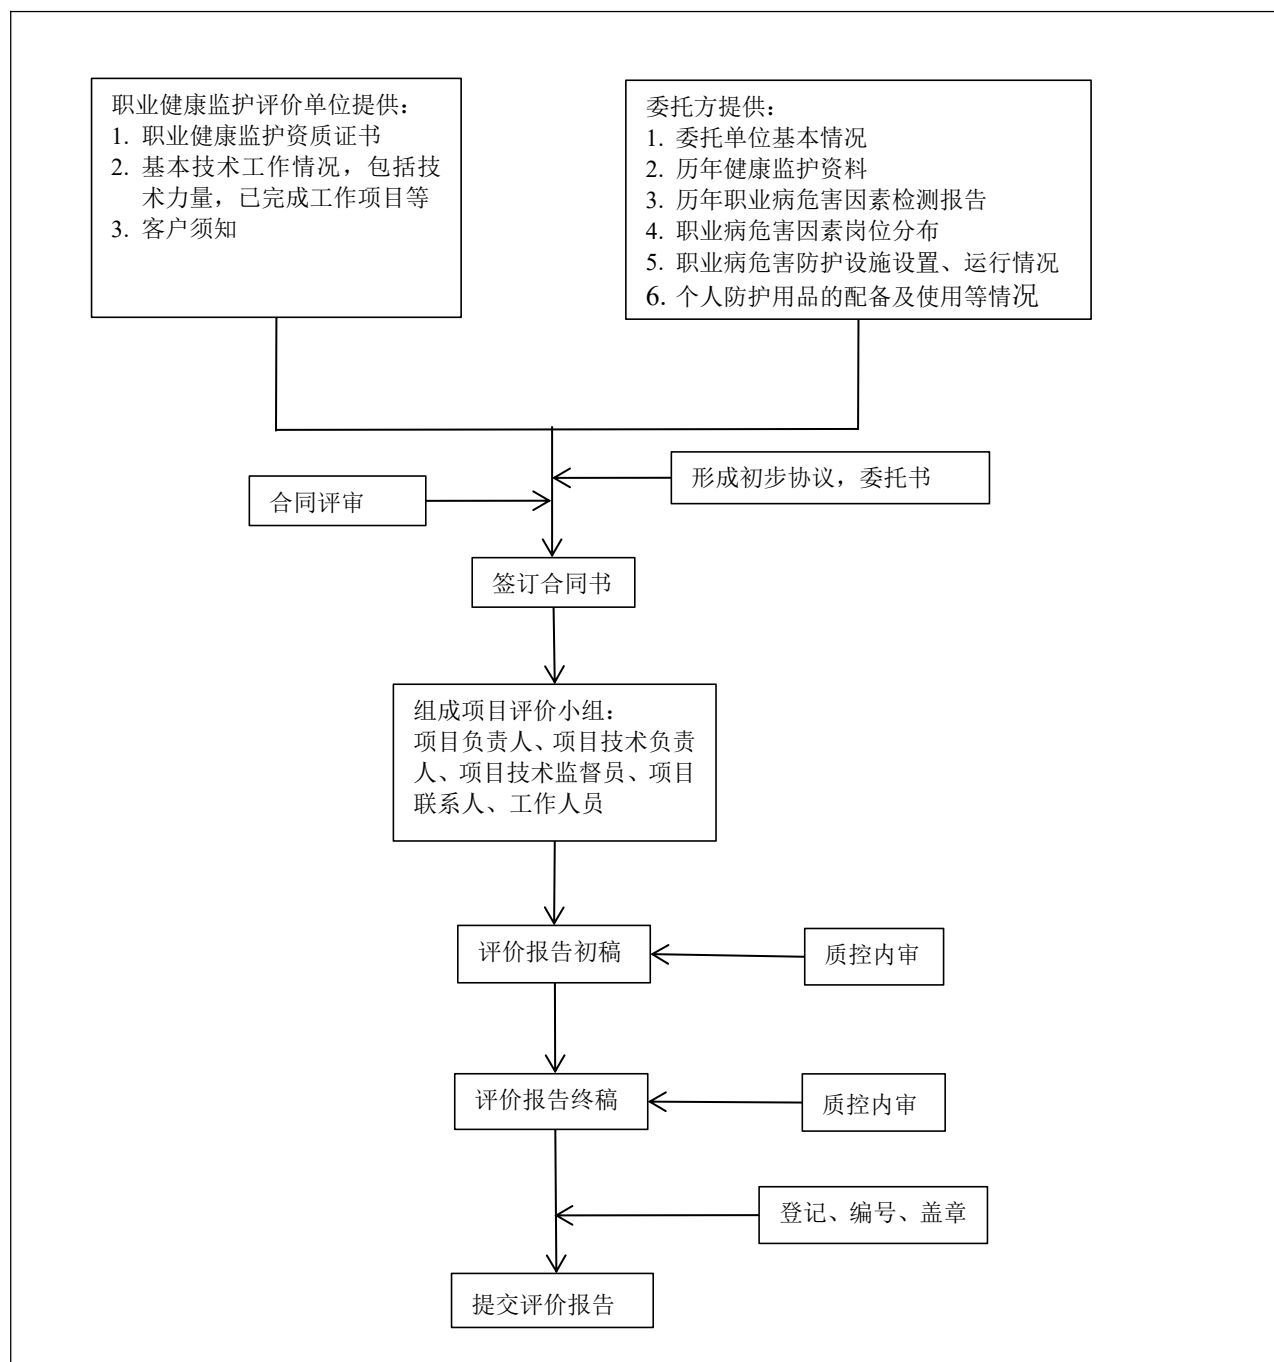 职业健康监护评价单位提供：
1. 职业健康监护资质证书
2. 基本技术工作情况，包括技
术力量，已完成工作项目等
3. 客户须知
委托方提供：
1. 委托单位基本情况
2. 历年健康监护资料
3. 历年职业病危害因素检测报告
4. 职业病危害因素岗位分布
5. 职业病危害防护设施设置、运行情况
6. 个人防护用品的配备及使用等情况
形成初步协议，委托书
合同评审
签订合同书
组成项目评价小组：
项目负责人、项目技术负责
人、项目技术监督员、项目
联系人、工作人员
评价报告初稿
质控内审
评价报告终稿
质控内审
登记、编号、盖章
提交评价报告